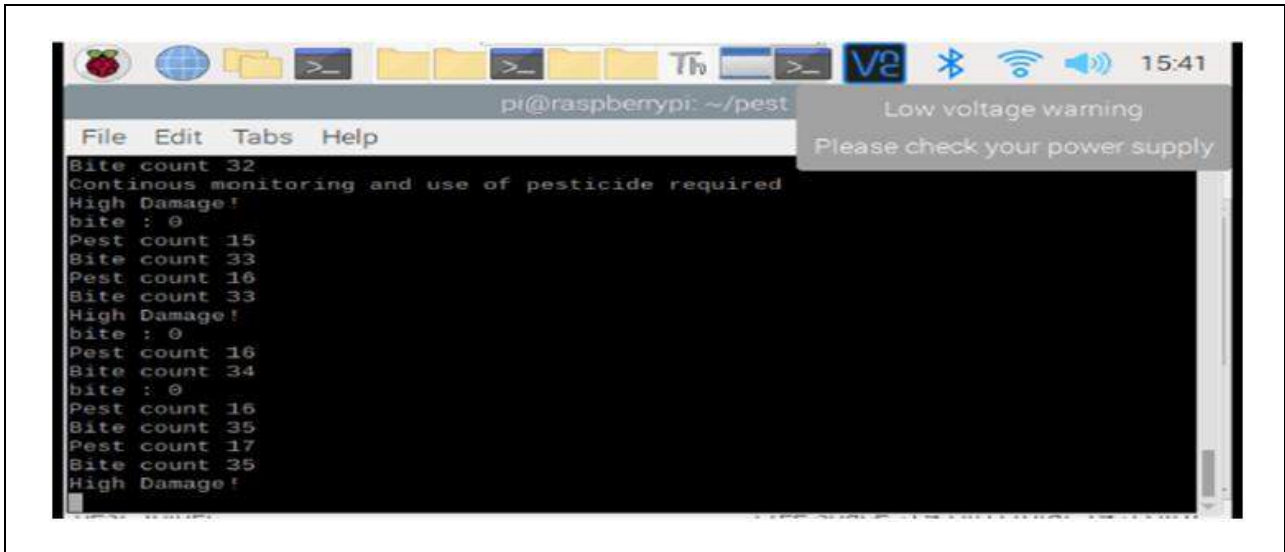 Th
V2
15:41
pi@raspberrypi: ~/pest
Low voltage warning
Please check your power supply
File Edit Tabs Help
Bite count 32
Continous monitoring and use of pesticide required
High Damage!
bite : 0
Pest count 15
Bite count 33
Pest count 16
Bite count 33
High Damage!
bite : 0
Pest count 16
Bite count 34
bite : 0
Pest count 16
Bite count 35
Pest count 17
Bite count 35
High Damage!